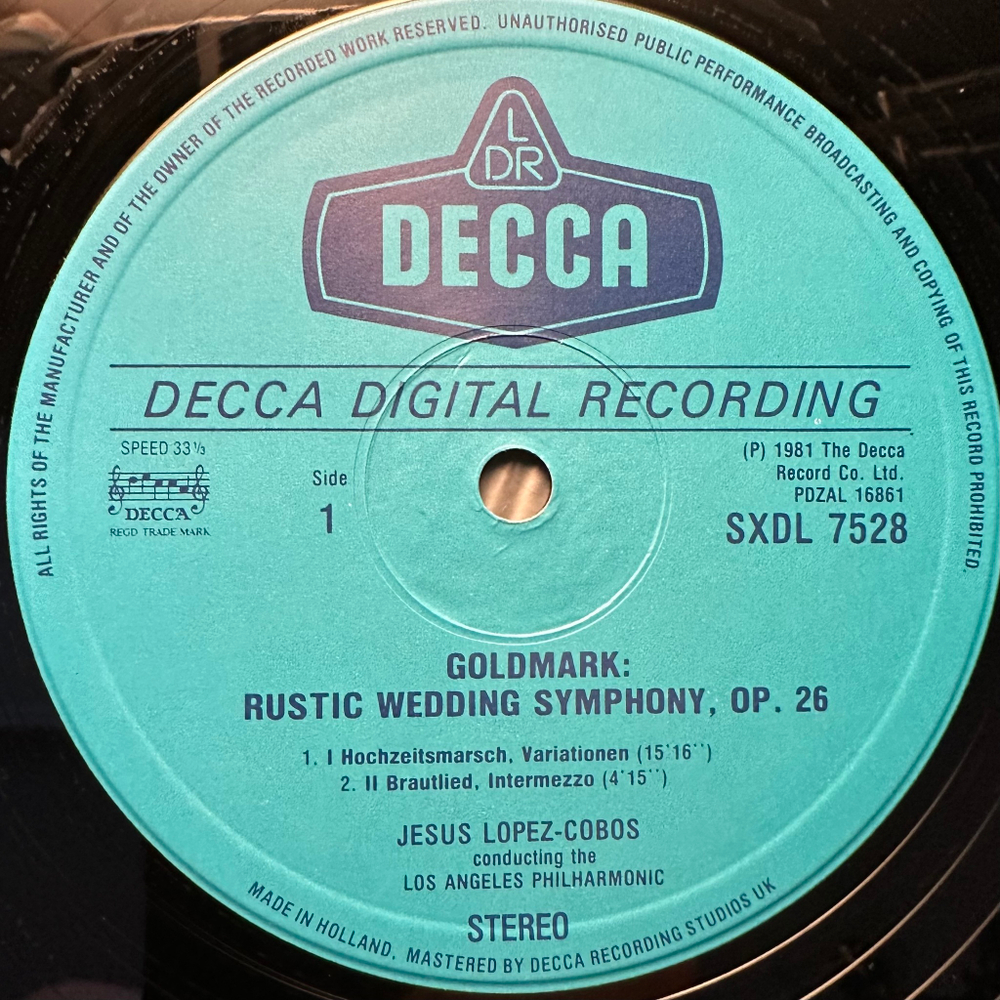 ALL RIGHTS OF THE MANUFACTURER AND OF THE OWNER OF THE RECORDED WORK RESERVED. UNAUTHORISED PUBLIC PERFORMANCE BROADCASTING AND COPYING OF THIS RECORD PROHIBITED.
L
DR
DECCA
DECCA DIGITAL RECORDING
SPEED 33 1/3
DECCA
REGD TRADE MARK
Side
1
(P) 1981 The Decca
Record Co. Ltd.
PDZAL 16861
SXDL 7528
GOLDMARK:
RUSTIC WEDDING SYMPHONY, OP. 26
1. I Hochzeitsmarsch, Variationen (15'16'')
2. II Brautlied, Intermezzo (4'15'')
JESUS LOPEZ-COBOS
conducting the
LOS ANGELES PHILHARMONIC
STEREO
MADE IN HOLLAND. MASTERED BY DECCA RECORDING STUDIOS UK